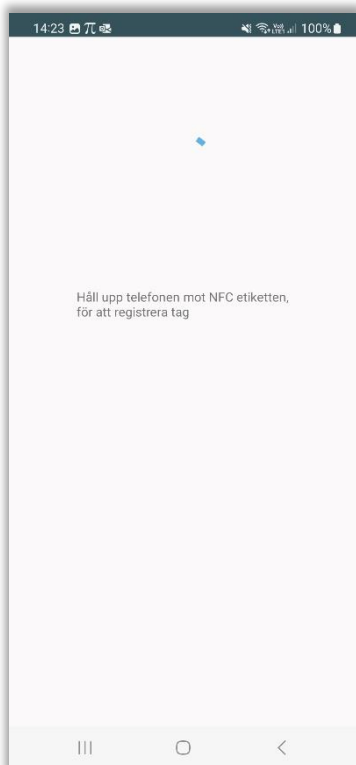 14:23 π 100%
Håll upp telefonen mot NFC etiketten,
för att registrera tag